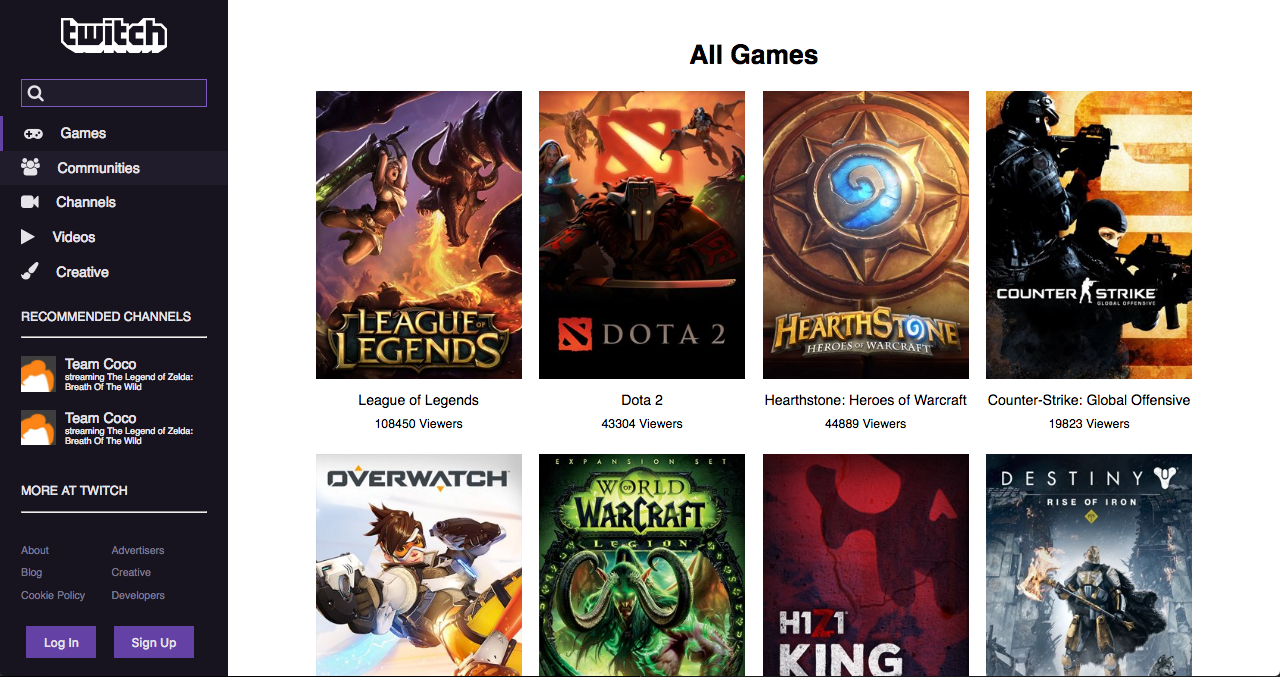 twitch
Games
Communities
Channels
Videos
Creative
RECOMMENDED CHANNELS
Team Coco
streaming The Legend of Zelda:
Breath Of The Wild
Team Coco
streaming The Legend of Zelda:
Breath Of The Wild
MORE AT TWITCH
About
Advertisers
Blog
Creative
Cookie Policy
Developers
Log In
Sign Up
All Games
LEAGUE OF
LEGENDS
DOTA 2
HEARTHSTONE
HEROES OF WARCRAFT
COUNTER STRIKE
GLOBAL OFFENSIVE
League of Legends
108450 Viewers
Dota 2
43304 Viewers
Hearthstone: Heroes of Warcraft
44889 Viewers
Counter-Strike: Global Offensive
19823 Viewers
OVERWATCH
EXPANSION SET
WORLD OF
WARCRAFT
LEGION
H1Z1
KING
DESTINY
RISE OF IRON